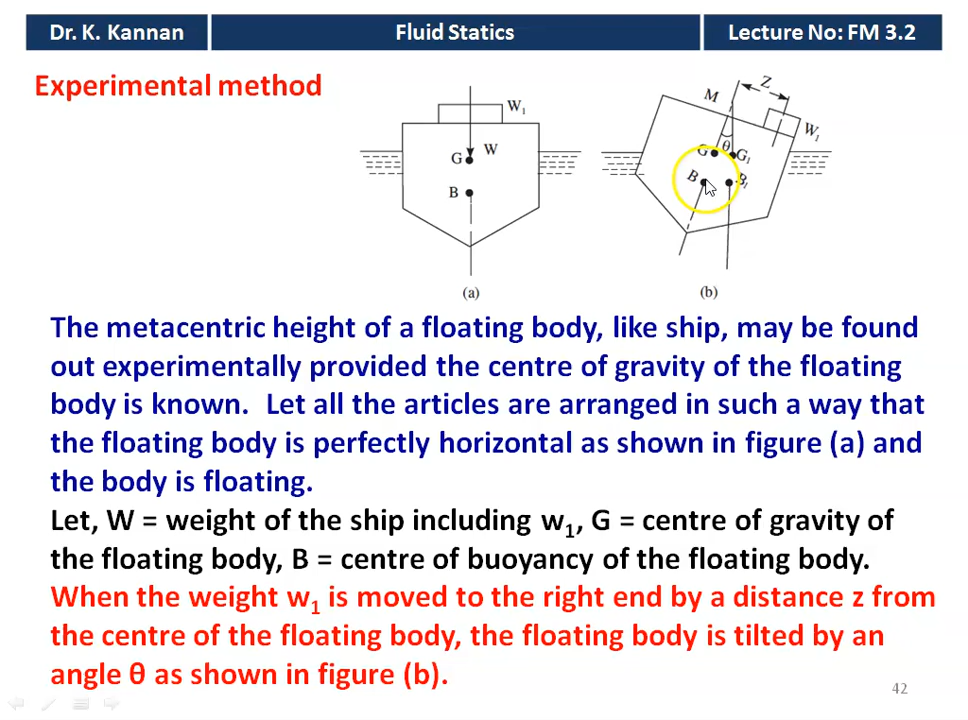 Dr. K. Kannan
Fluid Statics
Lecture No: FM 3.2
Experimental method
W₁
W
G
B
(a)
Z
M
W₁
θ
G
G₁
B
B₁
(b)
The metacentric height of a floating body, like ship, may be found
out experimentally provided the centre of gravity of the floating
body is known. Let all the articles are arranged in such a way that
the floating body is perfectly horizontal as shown in figure (a) and
the body is floating.
Let, W = weight of the ship including w₁, G = centre of gravity of
the floating body, B = centre of buoyancy of the floating body.
When the weight w₁ is moved to the right end by a distance z from
the centre of the floating body, the floating body is tilted by an
angle θ as shown in figure (b).
42